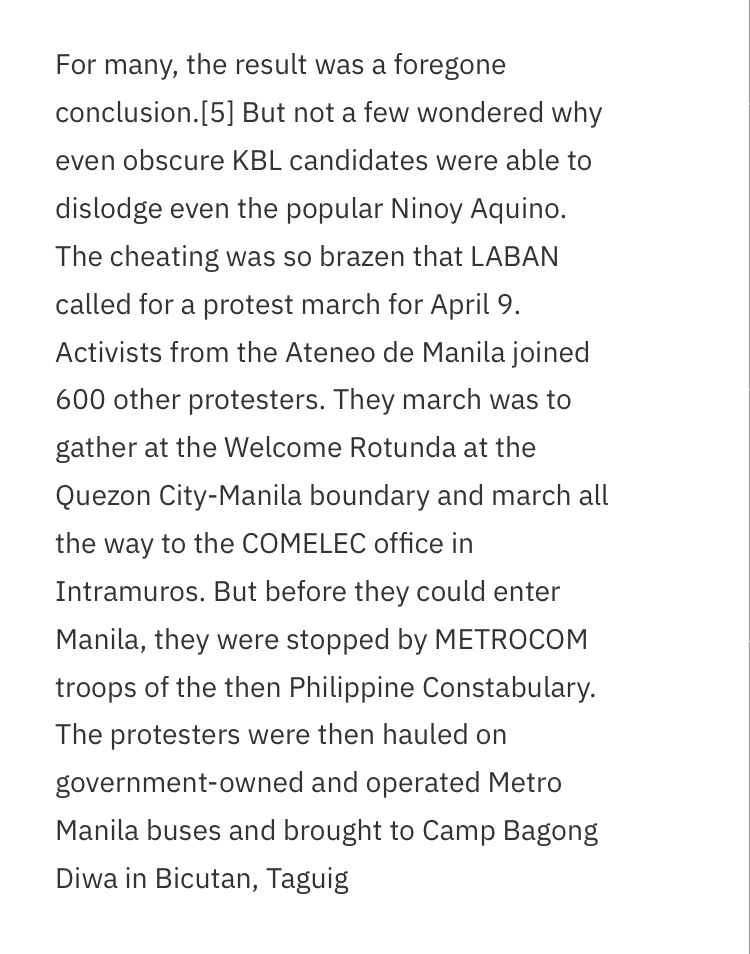 For many, the result was a foregone
conclusion.[5] But not a few wondered why
even obscure KBL candidates were able to
dislodge even the popular Ninoy Aquino.
The cheating was so brazen that LABAN
called for a protest march for April 9.
Activists from the Ateneo de Manila joined
600 other protesters. They march was to
gather at the Welcome Rotunda at the
Quezon City-Manila boundary and march all
the way to the COMELEC office in
Intramuros. But before they could enter
Manila, they were stopped by METROCOM
troops of the then Philippine Constabulary.
The protesters were then hauled on
government-owned and operated Metro
Manila buses and brought to Camp Bagong
Diwa in Bicutan, Taguig